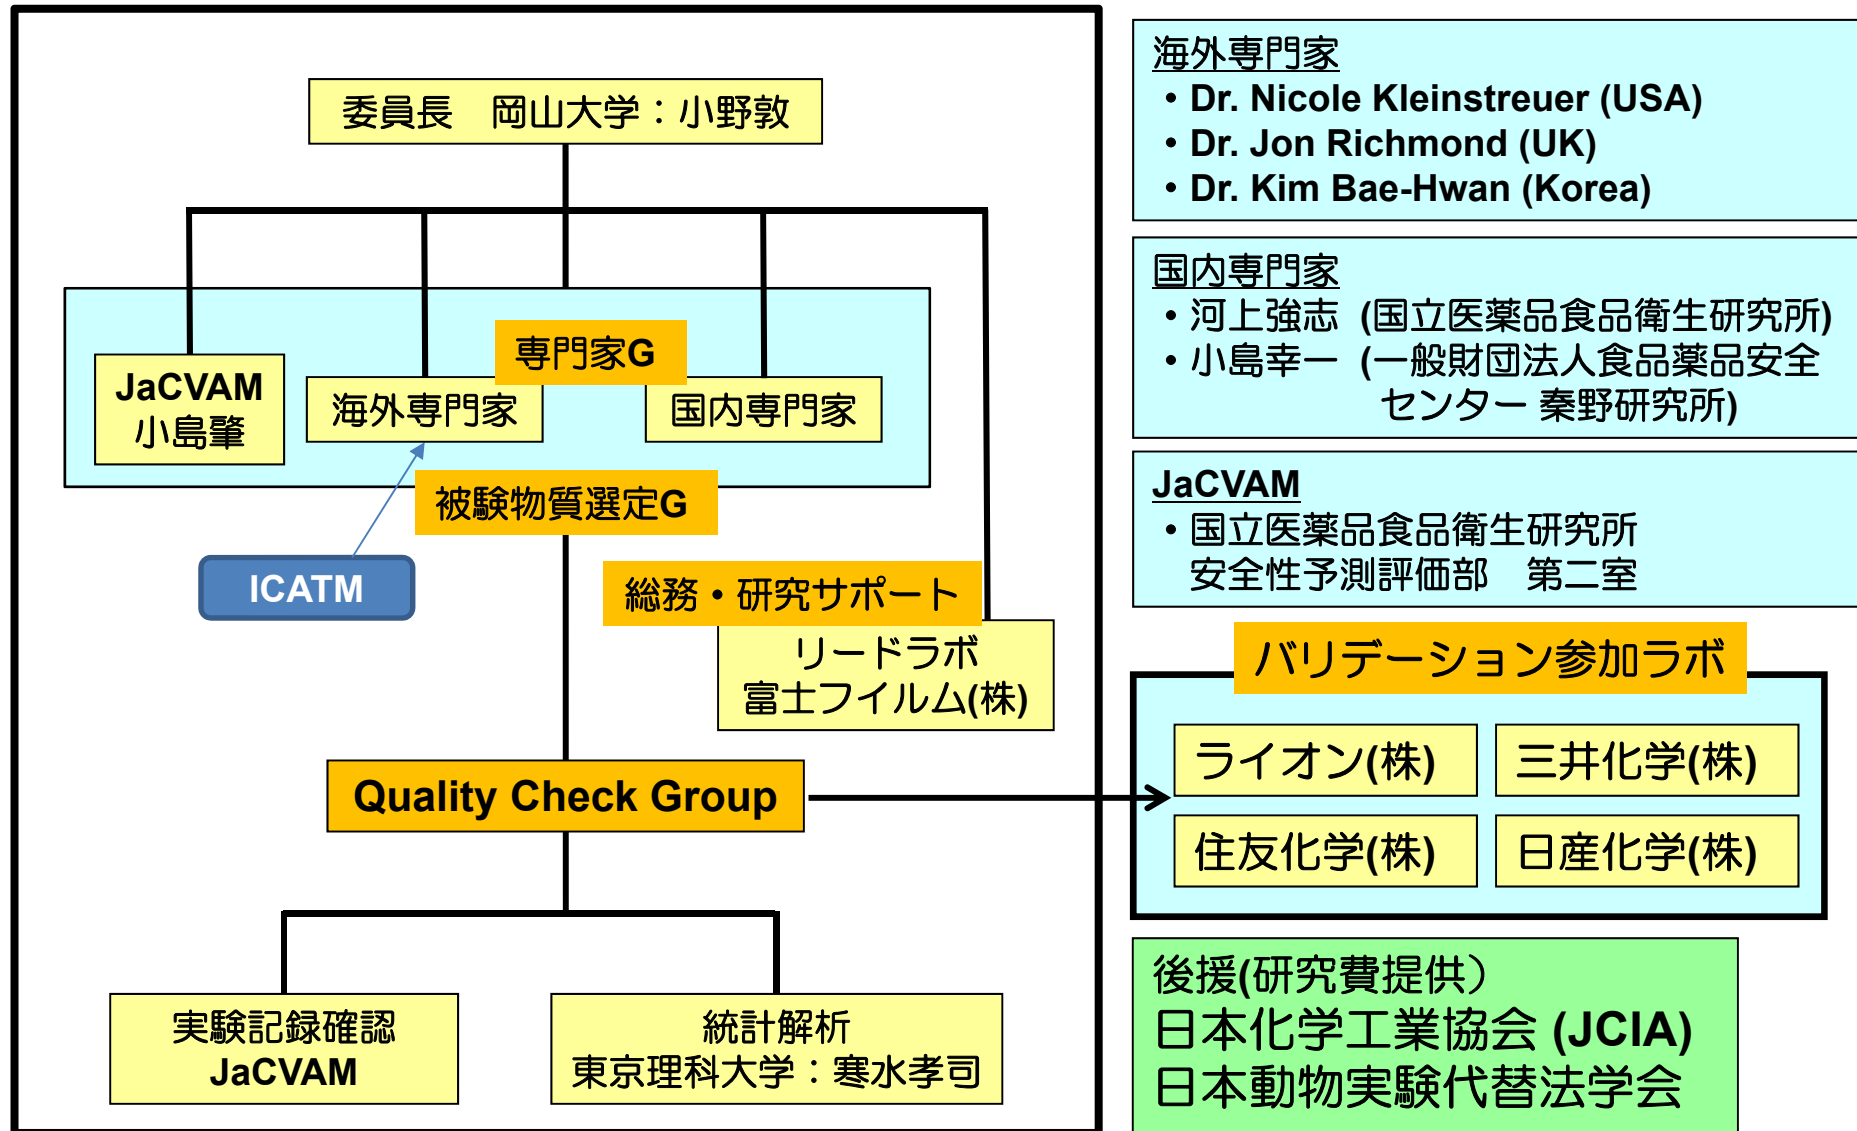 委員長　岡山大学：小野敦
専門家G
JaCVAM
小島肇
海外専門家
国内専門家
被験物質選定G
ICATM
総務・研究サポート
リードラボ
富士フイルム(株)
Quality Check Group
実験記録確認
JaCVAM
統計解析
東京理科大学：寒水孝司
海外専門家
・Dr. Nicole Kleinstreuer (USA)
・Dr. Jon Richmond (UK)
・Dr. Kim Bae-Hwan (Korea)
国内専門家
・河上強志 (国立医薬品食品衛生研究所)
・小島幸一 (一般財団法人食品薬品安全
センター 秦野研究所)
JaCVAM
・国立医薬品食品衛生研究所
安全性予測評価部　第二室
バリデーション参加ラボ
ライオン(株)
三井化学(株)
住友化学(株)
日産化学(株)
後援(研究費提供）
日本化学工業協会 (JCIA)
日本動物実験代替法学会